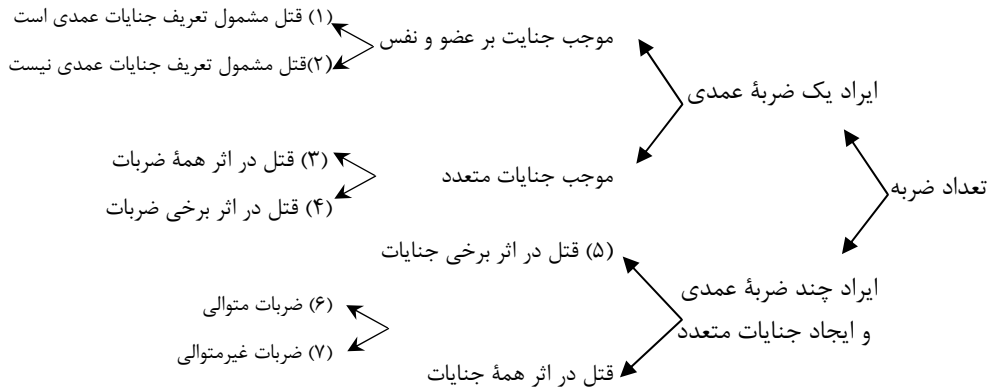 تعداد ضربه
ایراد یک ضربهٔ عمدی
موجب جنایت بر عضو و نفس
(۱) قتل مشمول تعریف جنایات عمدی است
(۲)قتل مشمول تعریف جنایات عمدی نیست
موجب جنایات متعدد
(۳) قتل در اثر همهٔ ضربات
(۴) قتل در اثر برخی ضربات
ایراد چند ضربهٔ عمدی
و ایجاد جنایات متعدد
(۵) قتل در اثر برخی جنایات
قتل در اثر همهٔ جنایات
(۶) ضربات متوالی
(۷) ضربات غیرمتوالی